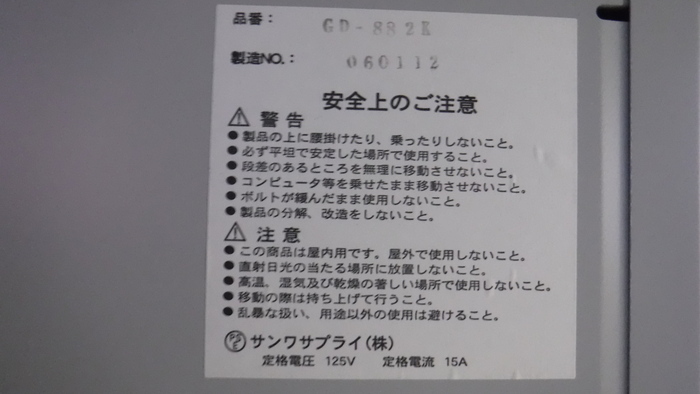 品番： GD-882K
製造NO.： 060112
安全上のご注意
警告
●製品の上に腰掛けたり、乗ったりしないこと。
●必ず平坦で安定した場所で使用すること。
●段差のあるところを無理に移動させないこと。
●コンピュータ等を乗せたまま移動させないこと。
●ボルトが緩んだまま使用しないこと。
●製品の分解、改造をしないこと。
注意
●この商品は屋内用です。屋外で使用しないこと。
●直射日光の当たる場所に放置しないこと。
●高温、湿気及び乾燥の著しい場所で使用しないこと。
●移動の際は持ち上げて行うこと。
●乱暴な扱い、用途以外の使用は避けること。
PSE サンワサプライ(株)
定格電圧 125V 定格電流 15A